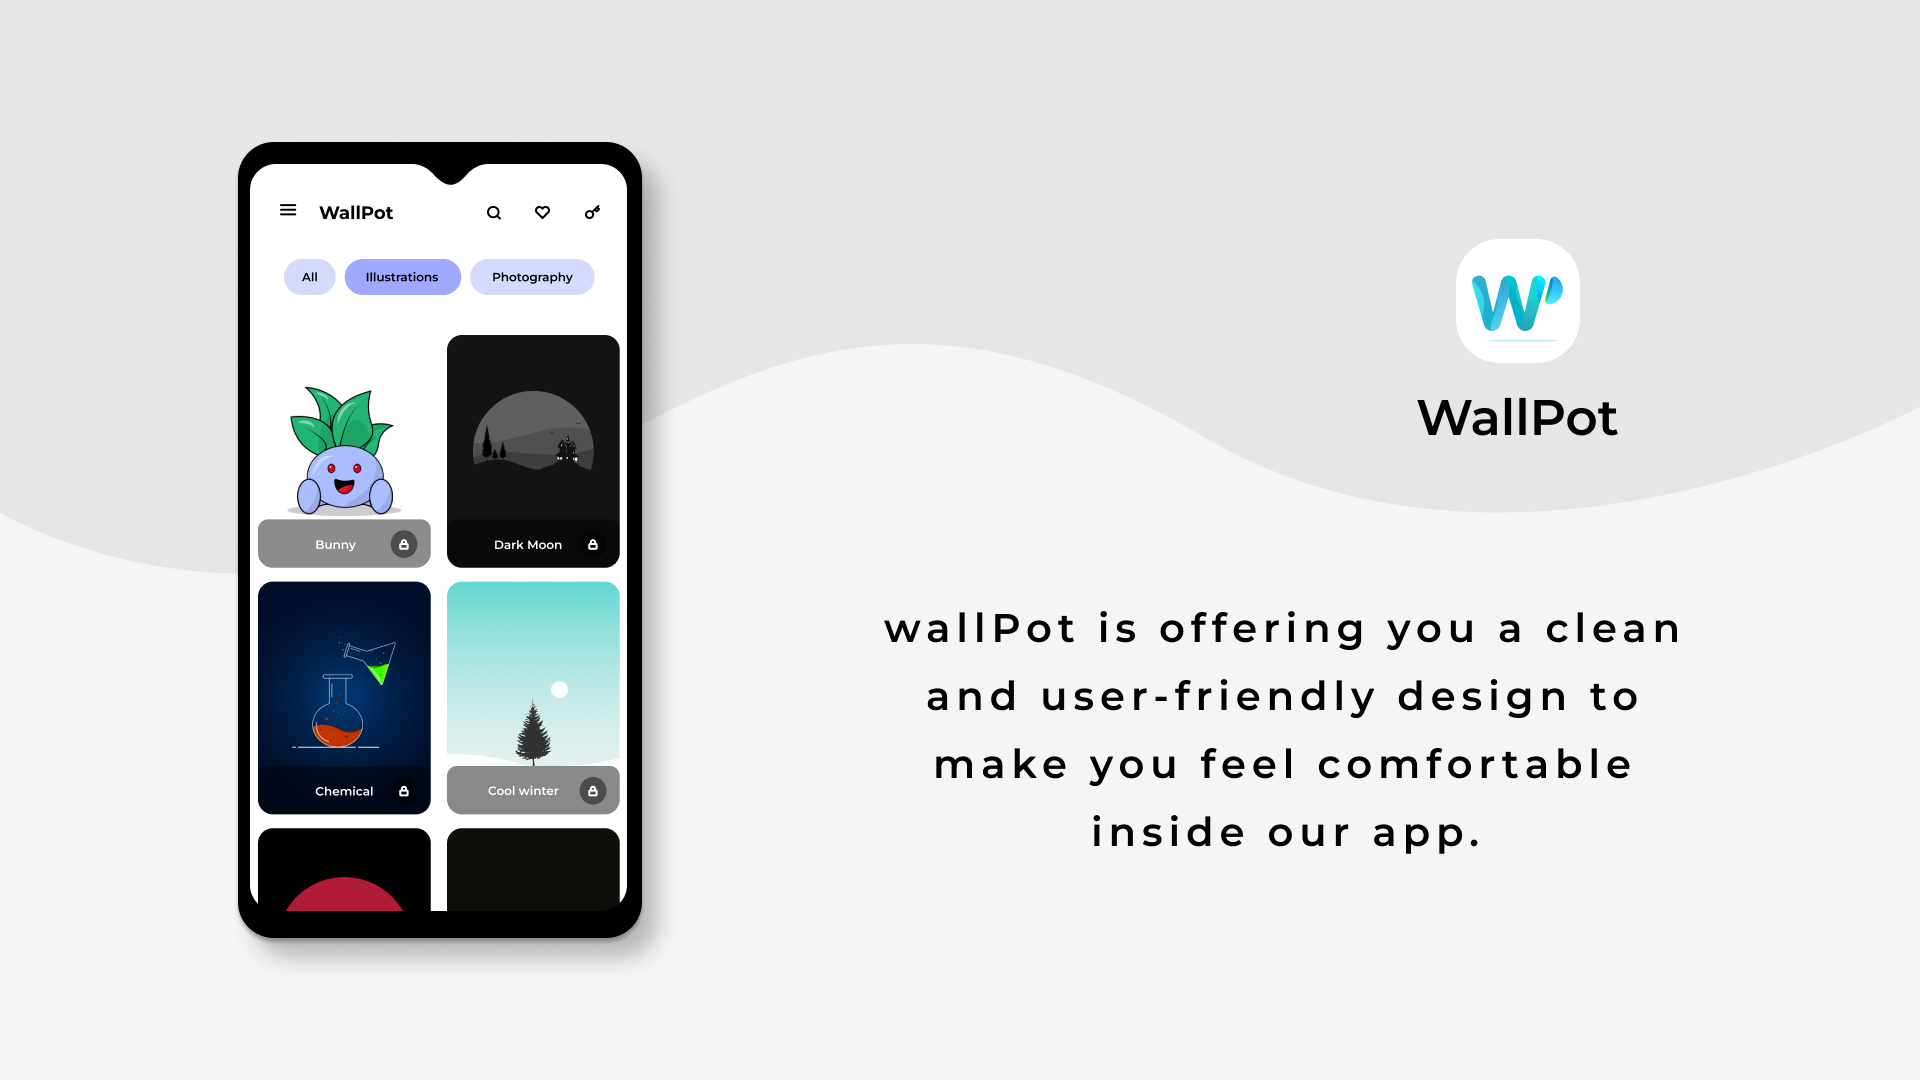 WallPot
All
Illustrations
Photography
Bunny
Dark Moon
Chemical
Cool winter
WP
WallPot
wallPot is offering you a clean
and user-friendly design to
make you feel comfortable
inside our app.